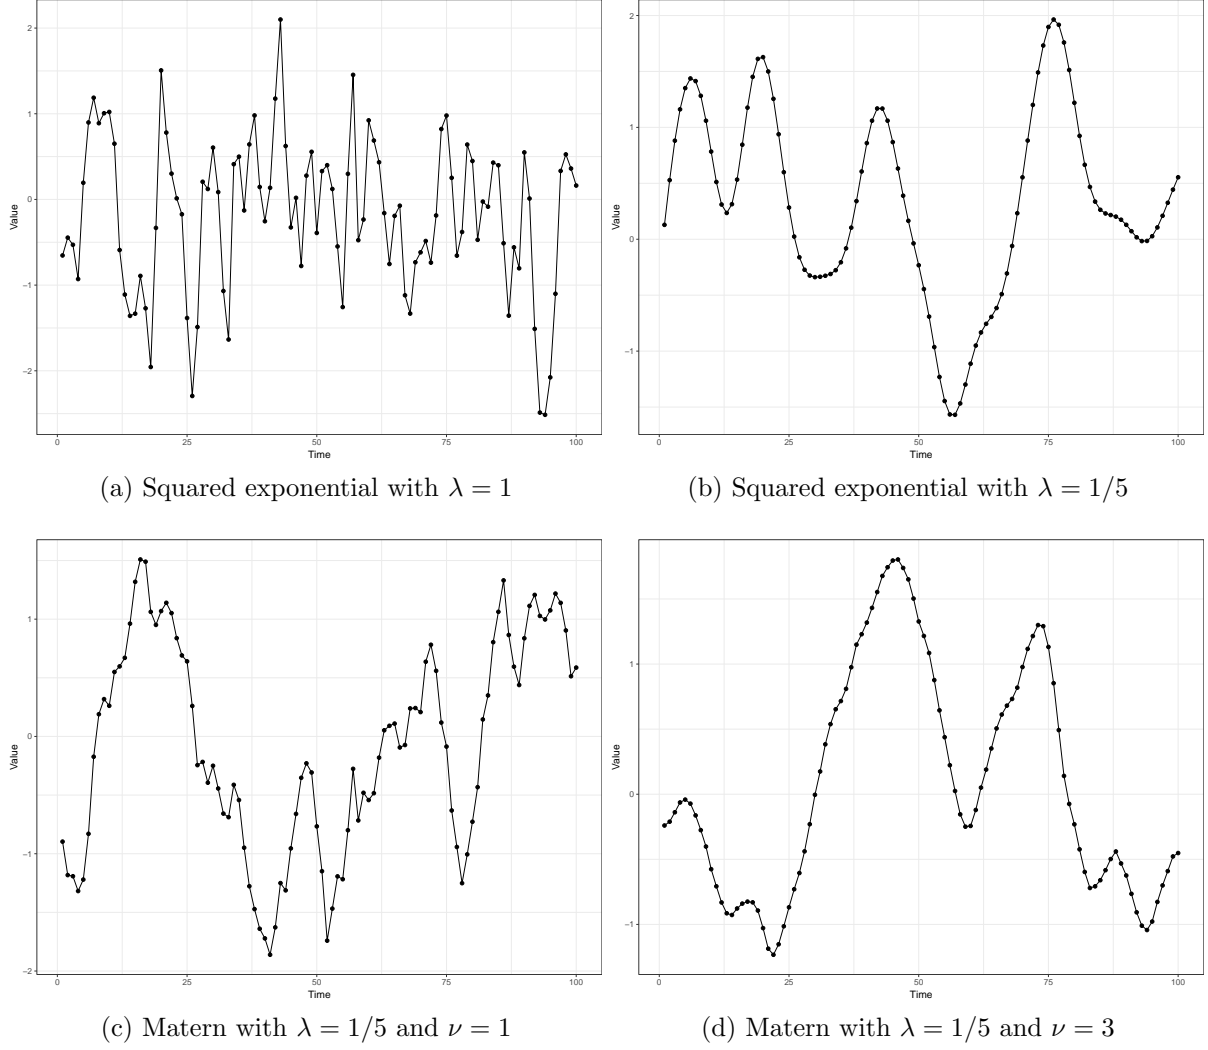 2
1
0
−1
−2
Value
0 25 50 75 100
Time
(a) Squared exponential with λ = 1
2
1
0
−1
Value
0 25 50 75 100
Time
(b) Squared exponential with λ = 1/5
1
0
−1
−2
Value
0 25 50 75 100
Time
(c) Matern with λ = 1/5 and ν = 1
1
0
−1
Value
0 25 50 75 100
Time
(d) Matern with λ = 1/5 and ν = 3